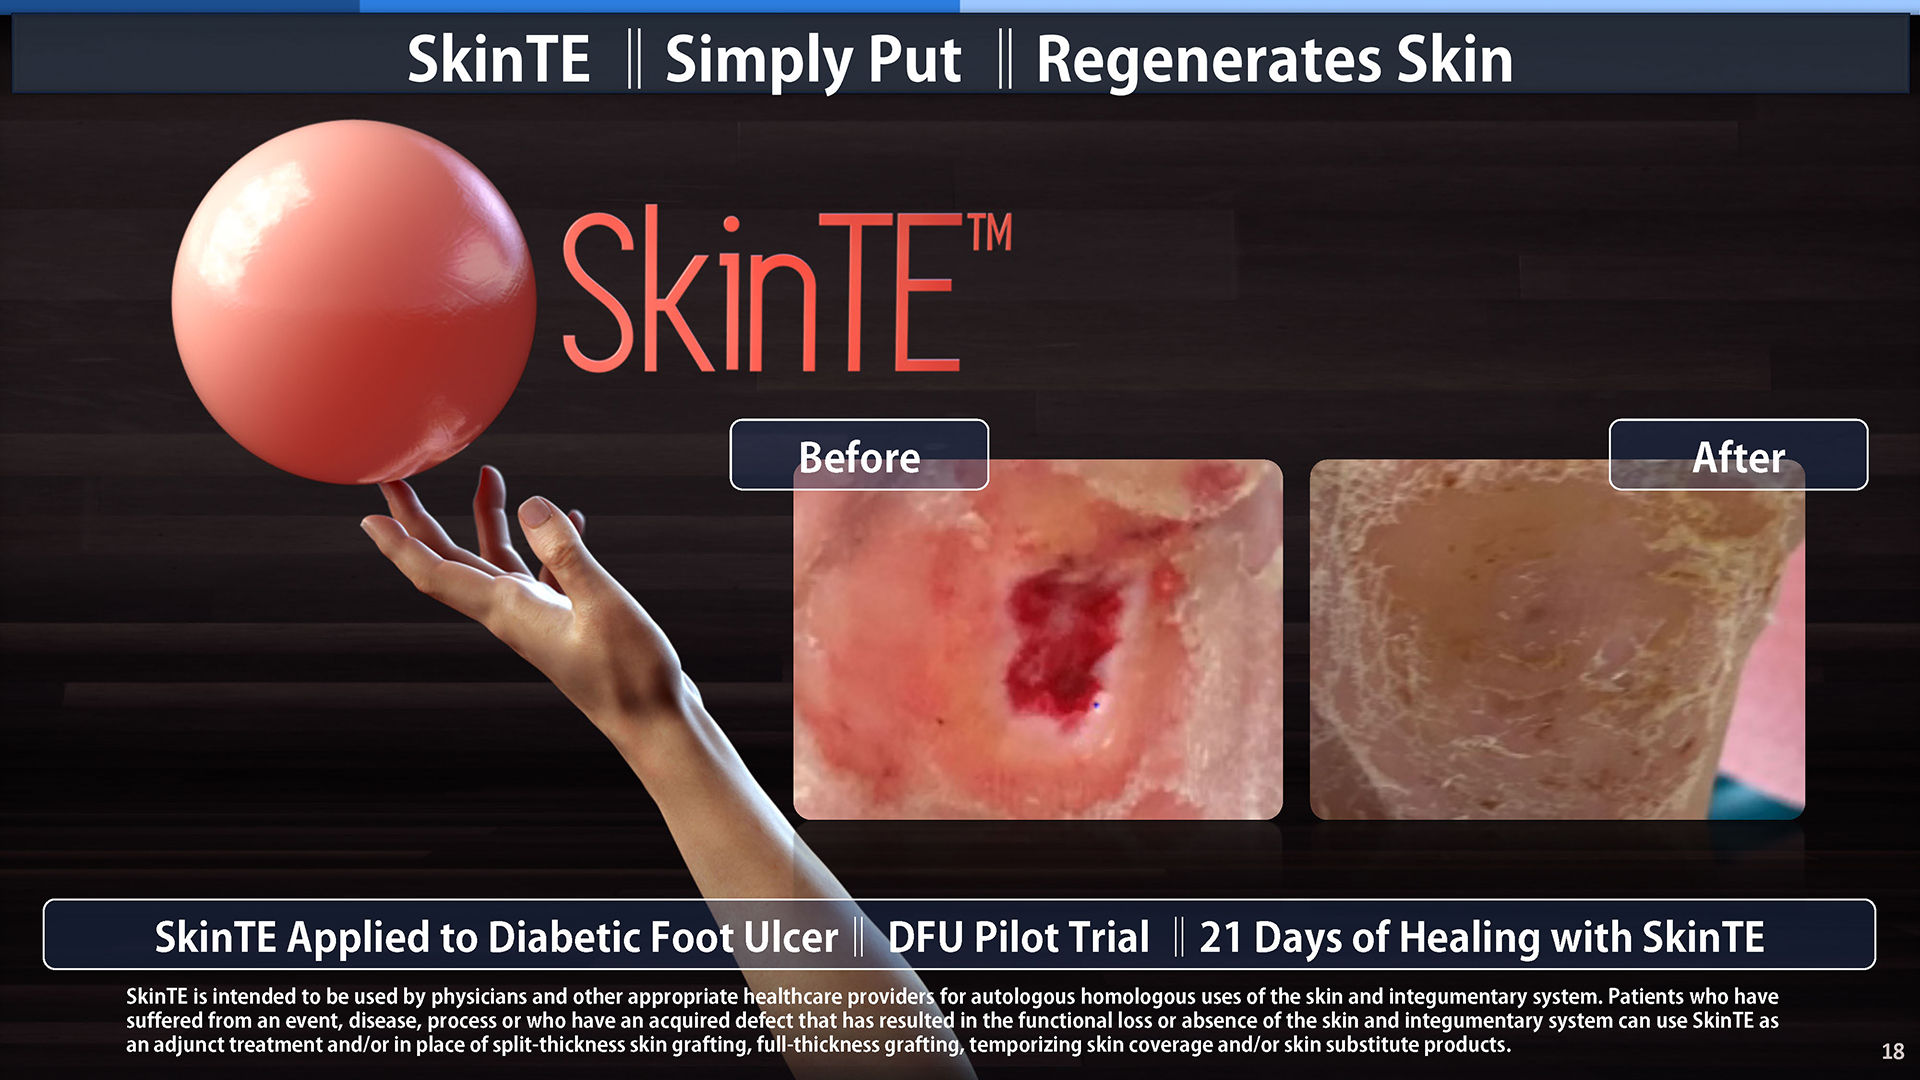 SkinTE || Simply Put || Regenerates Skin
SkinTE™
Before
After
SkinTE Applied to Diabetic Foot Ulcer || DFU Pilot Trial || 21 Days of Healing with SkinTE
SkinTE is intended to be used by physicians and other appropriate healthcare providers for autologous homologous uses of the skin and integumentary system. Patients who have
suffered from an event, disease, process or who have an acquired defect that has resulted in the functional loss or absence of the skin and integumentary system can use SkinTE as
an adjunct treatment and/or in place of split-thickness skin grafting, full-thickness grafting, temporizing skin coverage and/or skin substitute products.
18